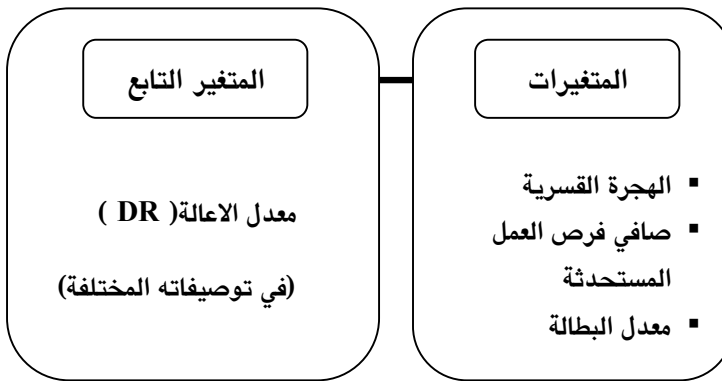 المتغيرات
▪ الهجرة القسرية
▪ صافي فرص العمل
المستحدثة
▪ معدل البطالة
المتغير التابع
معدل الاعالة( DR )
(في توصيفاته المختلفة)